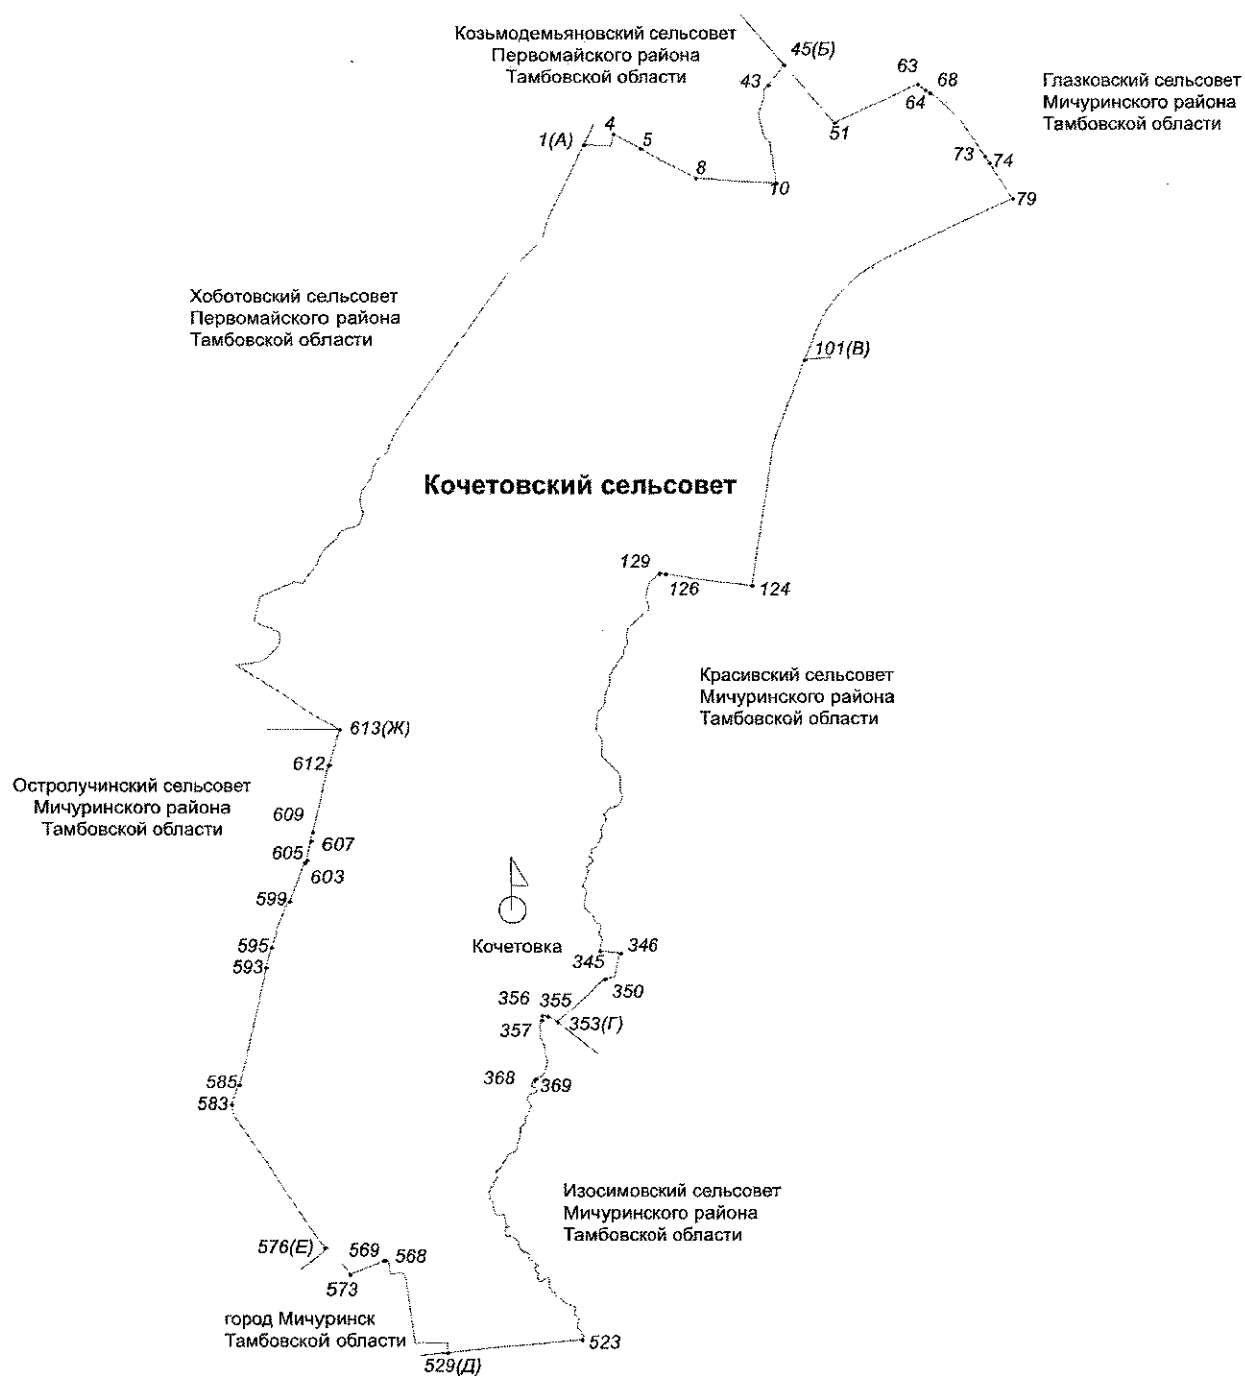 Козьмодемьяновский сельсовет
Первомайского района
Тамбовской области
45(Б)
43
63
68
64
Глазковский сельсовет
Мичуринского района
Тамбовской области
51
1(А)
4
5
8
10
73
74
79
Хоботовский сельсовет
Первомайского района
Тамбовской области
101(В)
Кочетовский сельсовет
129
126
124
Красивский сельсовет
Мичуринского района
Тамбовской области
613(Ж)
612
Остролучинский сельсовет
Мичуринского района
Тамбовской области
609
607
605
603
599
595
593
Кочетовка
345
346
350
356
355
357
353(Г)
368
369
585
583
Изосимовский сельсовет
Мичуринского района
Тамбовской области
576(Е)
569
568
573
город Мичуринск
Тамбовской области
529(Д)
523